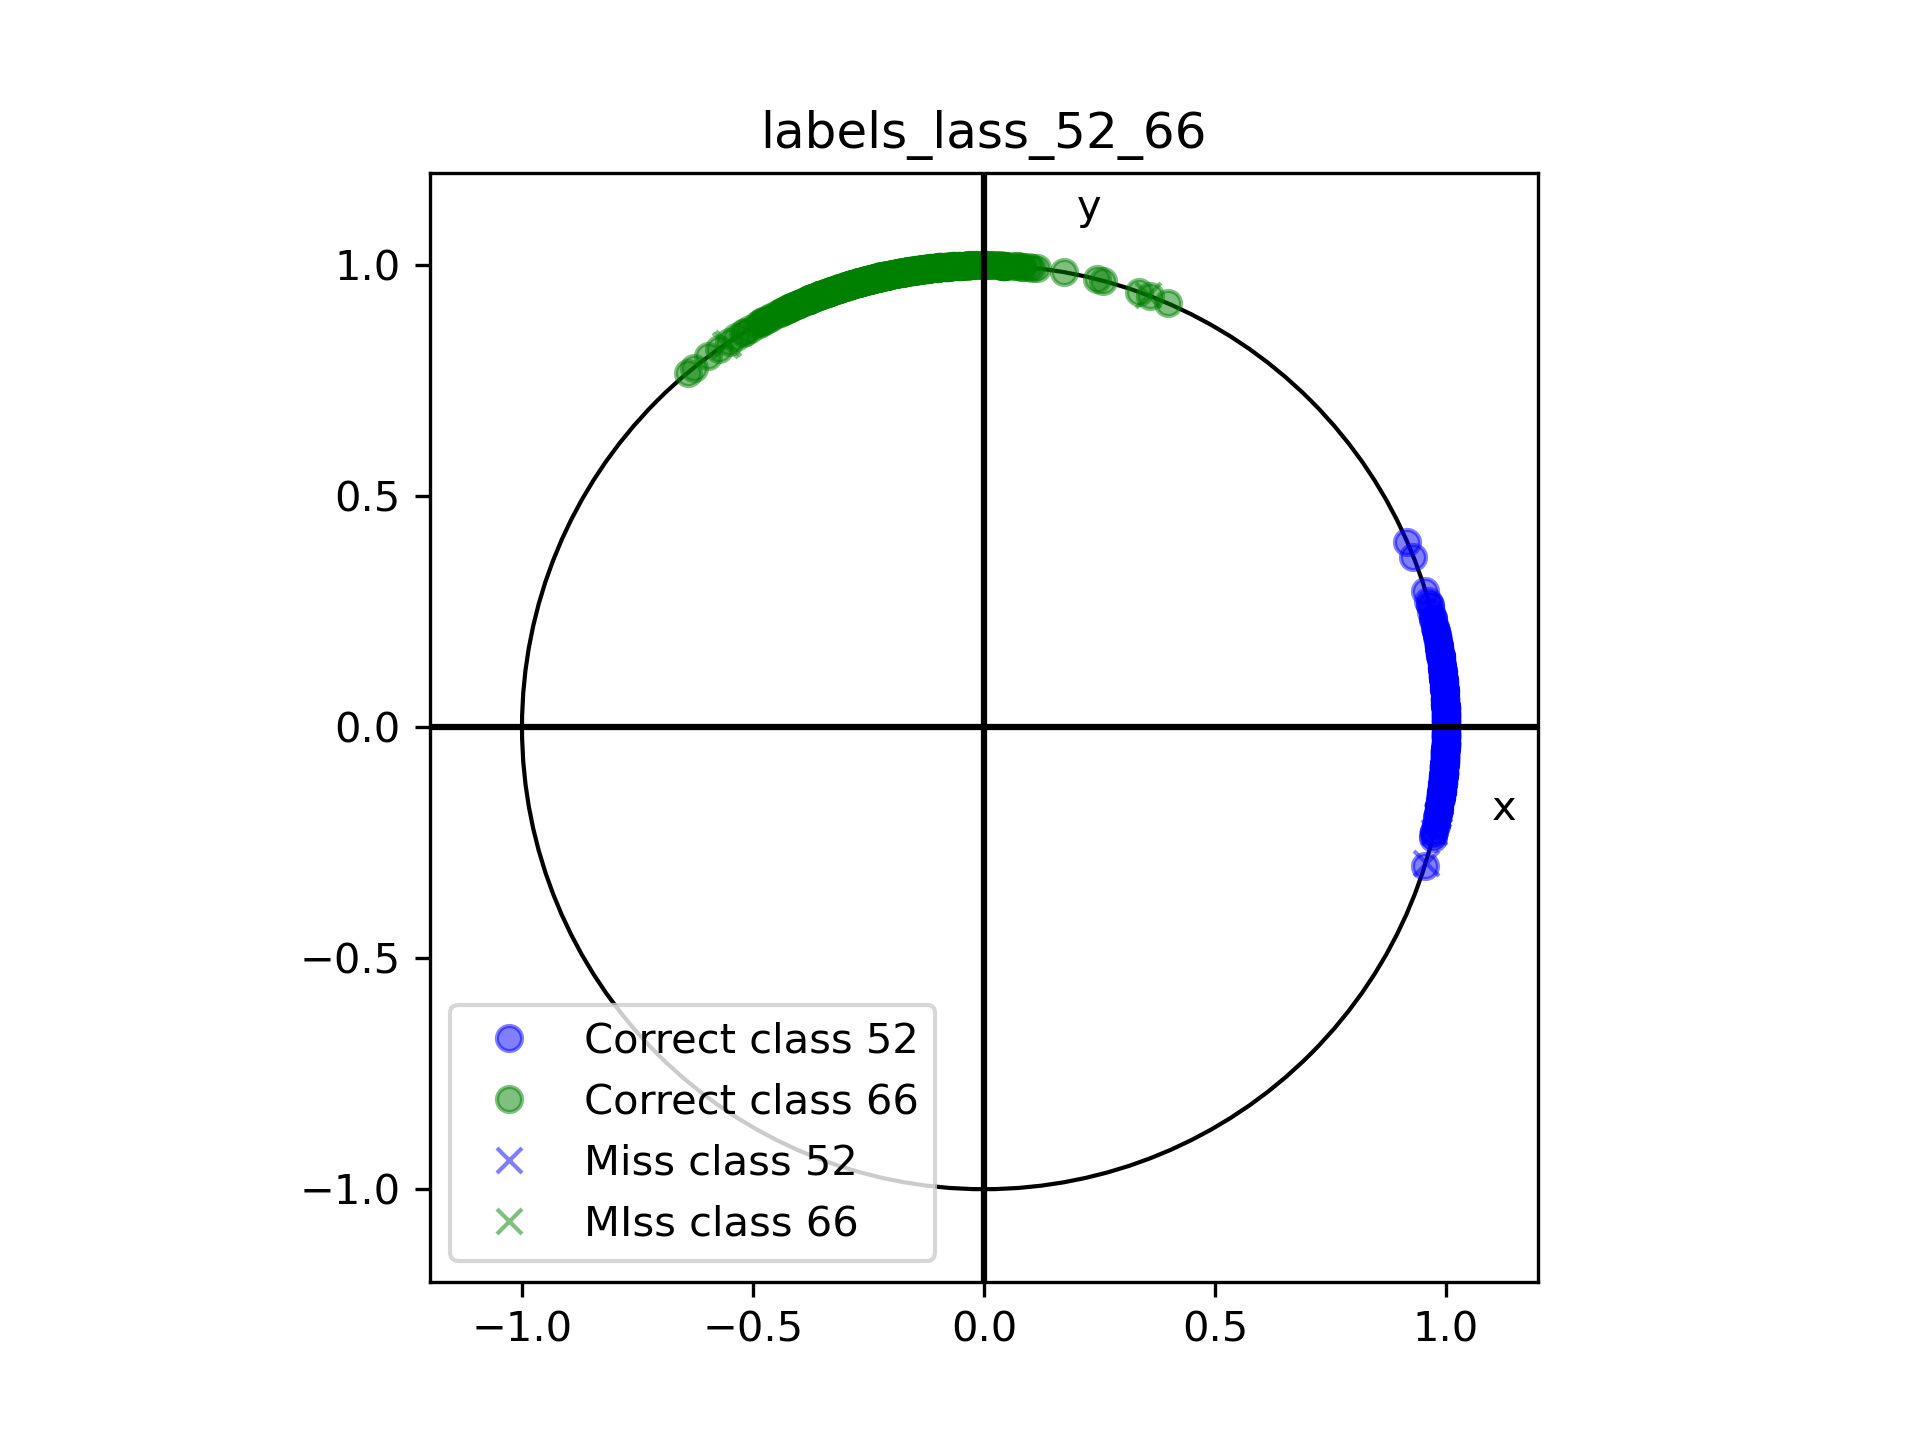 labels_lass_52_66
y
1.0
0.5
0.0
x
−0.5
−1.0
Correct class 52
Correct class 66
Miss class 52
MIss class 66
−1.0 −0.5 0.0 0.5 1.0